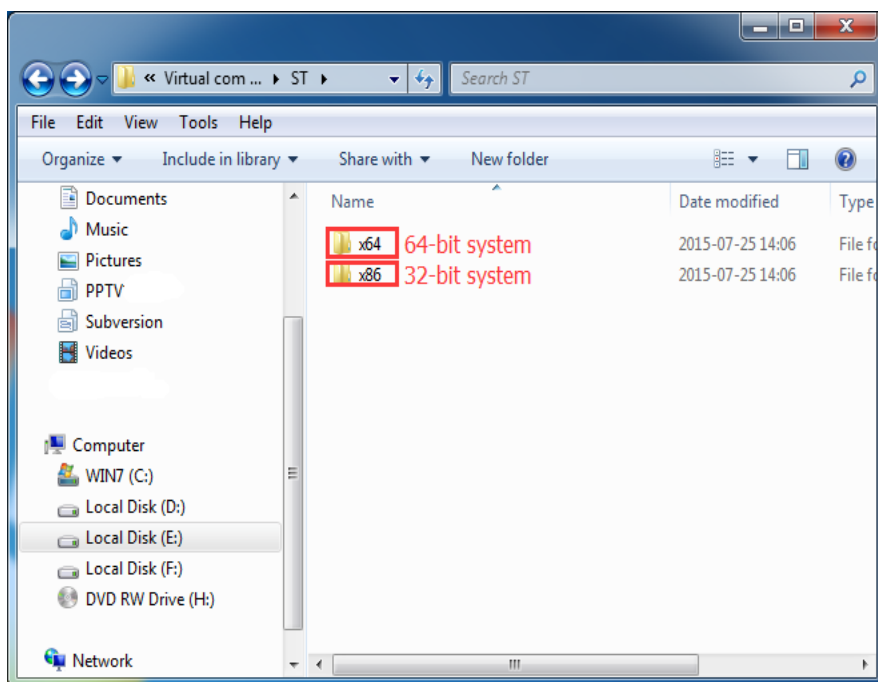 « Virtual com ... ▸ ST ▸
Search ST
File Edit View Tools Help
Organize ▾ Include in library ▾ Share with ▾ New folder
Documents
Music
Pictures
PPTV
Subversion
Videos
Computer
WIN7 (C:)
Local Disk (D:)
Local Disk (E:)
Local Disk (F:)
DVD RW Drive (H:)
Network
Name Date modified Type
x64 64-bit system 2015-07-25 14:06 File fo
x86 32-bit system 2015-07-25 14:06 File fo